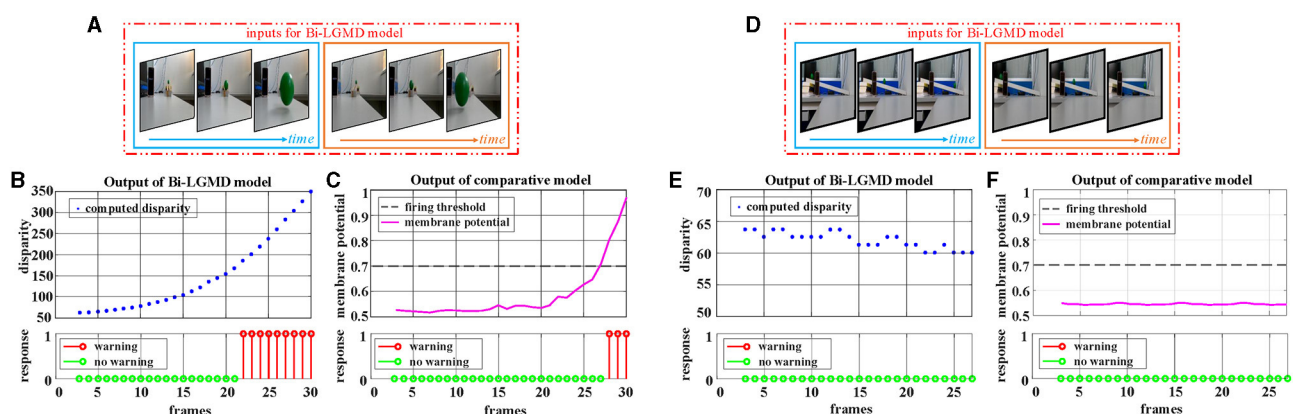 A
inputs for Bi-LGMD model
time
time
D
inputs for Bi-LGMD model
time
time
B
Output of Bi-LGMD model
computed disparity
disparity
350
300
250
200
150
100
50
response
1
0
warning
no warning
0 5 10 15 20 25 30
frames
C
Output of comparative model
firing threshold
membrane potential
membrane potential
1
0.9
0.8
0.7
0.6
0.5
response
1
0
warning
no warning
0 5 10 15 20 25 30
frames
E
Output of Bi-LGMD model
computed disparity
disparity
70
65
60
55
50
response
1
0
warning
no warning
0 5 10 15 20 25
frames
F
Output of comparative model
firing threshold
membrane potential
membrane potential
1
0.9
0.8
0.7
0.6
0.5
response
1
0
warning
no warning
0 5 10 15 20 25
frames